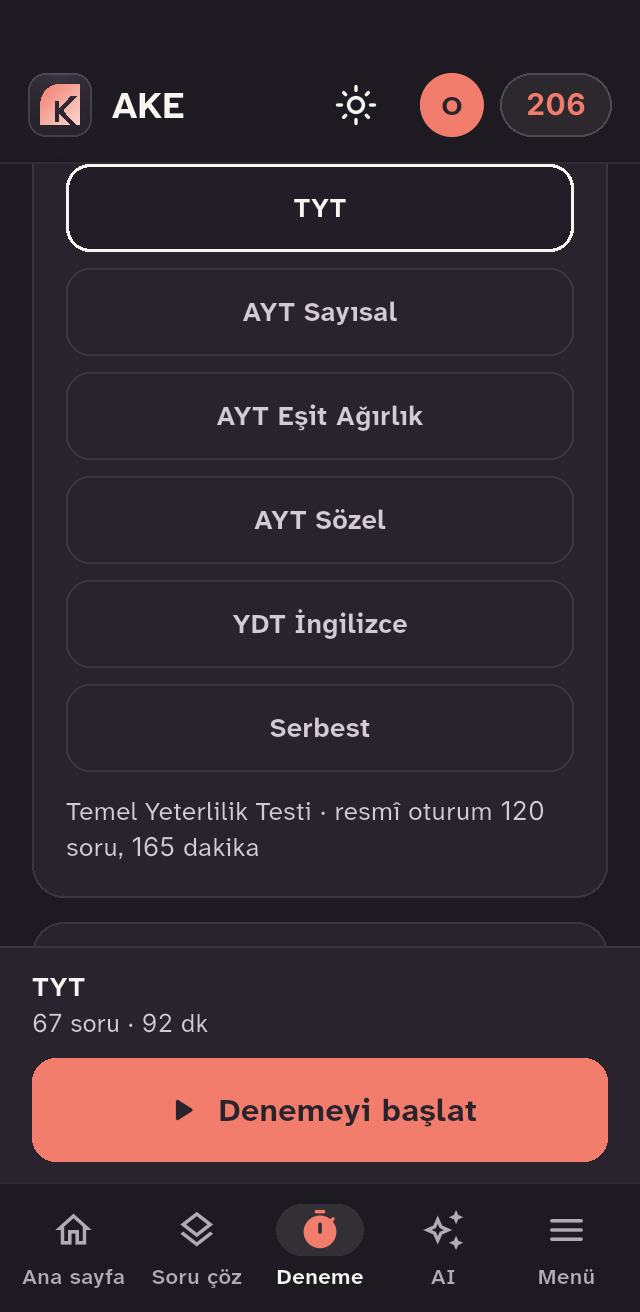 K AKE O 206
TYT
AYT Sayısal
AYT Eşit Ağırlık
AYT Sözel
YDT İngilizce
Serbest
Temel Yeterlilik Testi · resmî oturum 120
soru, 165 dakika
TYT
67 soru · 92 dk
Denemeyi başlat
Ana sayfa Soru çöz Deneme AI Menü